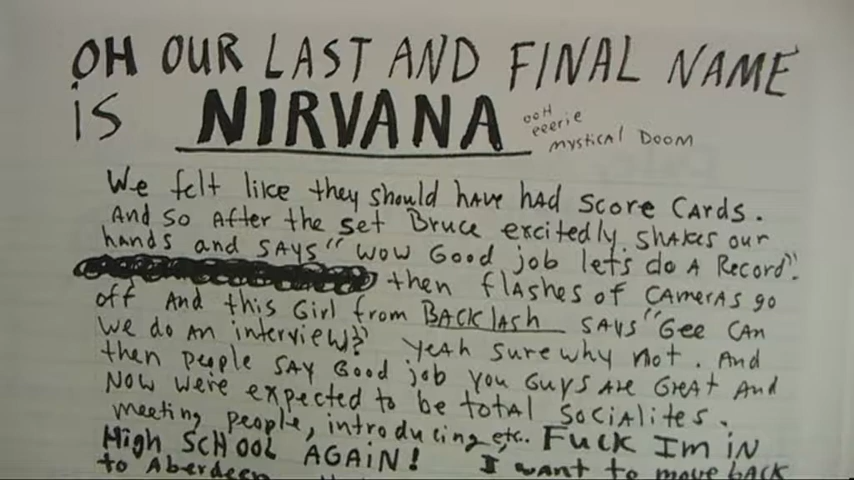 OH OUR LAST AND FINAL NAME
iS NIRVANA
ooH
eeerie
mystical DOOM
We felt like they should have had score cards.
And so after the set Bruce excitedly shakes our
hands and says "wow Good job let's do a Record".
then flashes of cameras go
off And this Girl from BACKlash says "Gee can
we do an interview?" yeah sure why not. And
then people say Good job you Guys are Great And
Now were expected to be total socialites.
meeting people, introducing etc. Fuck Im in
High SCHOOL AGAiN! I want to move back
to Aberdeen